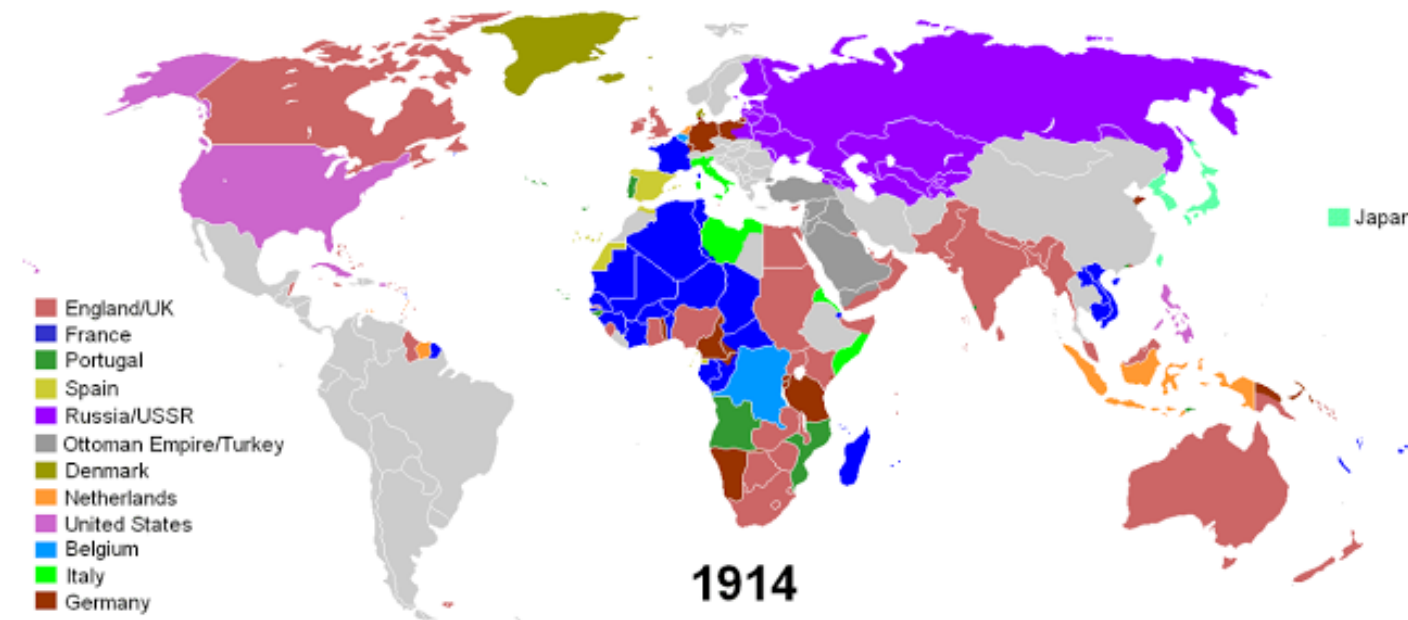 England/UK
France
Portugal
Spain
Russia/USSR
Ottoman Empire/Turkey
Denmark
Netherlands
United States
Belgium
Italy
Germany
Japan
1914